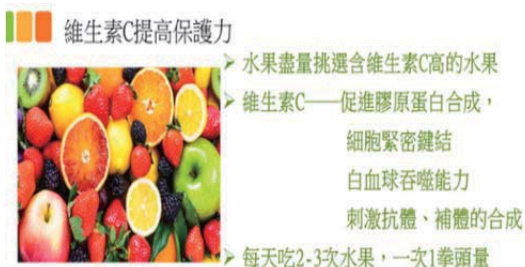 維生素C提高保護力
水果盡量挑選含維生素C高的水果
維生素C——促進膠原蛋白合成，
細胞緊密鍵結
白血球吞噬能力
刺激抗體、補體的合成
每天吃2-3次水果，一次1拳頭量